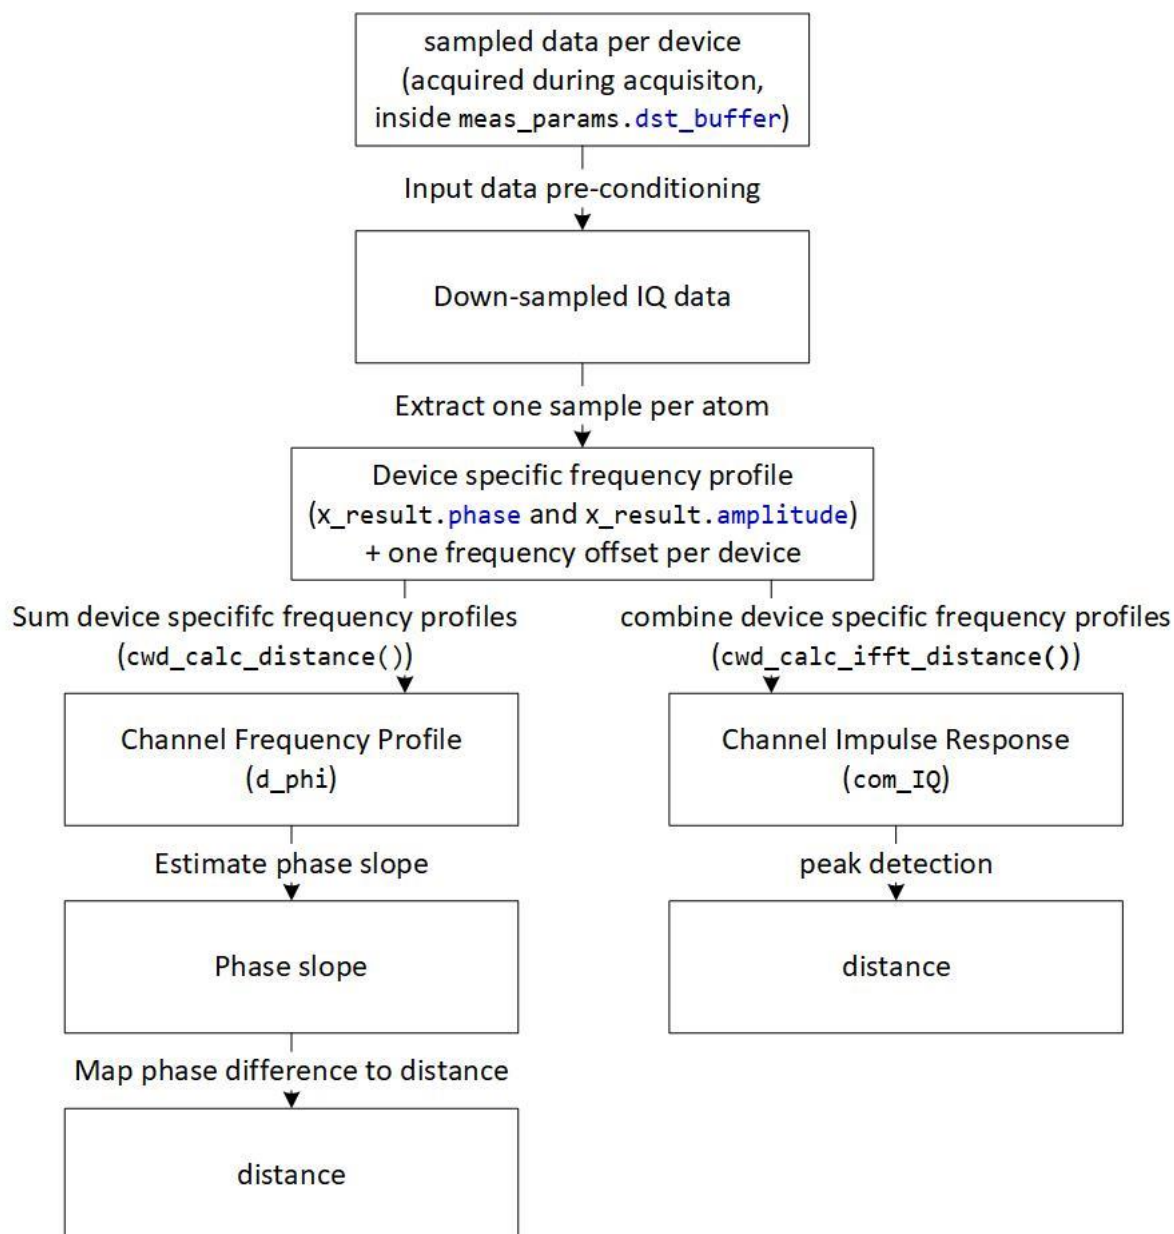 sampled data per device
(acquired during acquisiton,
inside meas_params.dst_buffer)
Input data pre-conditioning
Down-sampled IQ data
Extract one sample per atom
Device specific frequency profile
(x_result.phase and x_result.amplitude)
+ one frequency offset per device
Sum device specififc frequency profiles
(cwd_calc_distance())
combine device specific frequency profiles
(cwd_calc_ifft_distance())
Channel Frequency Profile
(d_phi)
Channel Impulse Response
(com_IQ)
Estimate phase slope
peak detection
Phase slope
distance
Map phase difference to distance
distance